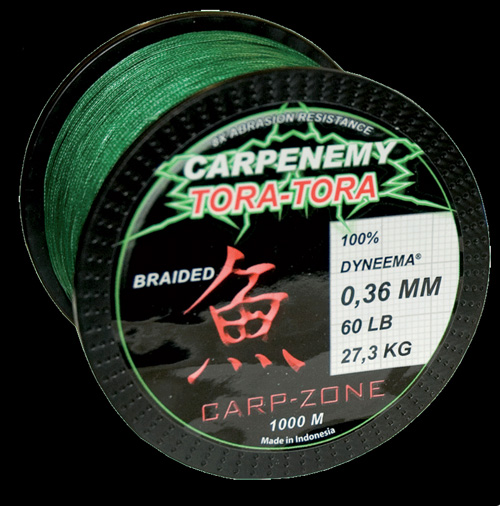 4X ABRASION RESISTANCE
CARPENEMY
TORA-TORA
100%
DYNEEMA®
BRAIDED
0,36 MM
60 LB
27,3 KG
魚
CARP-ZONE
1000 M
Made in Indonesia